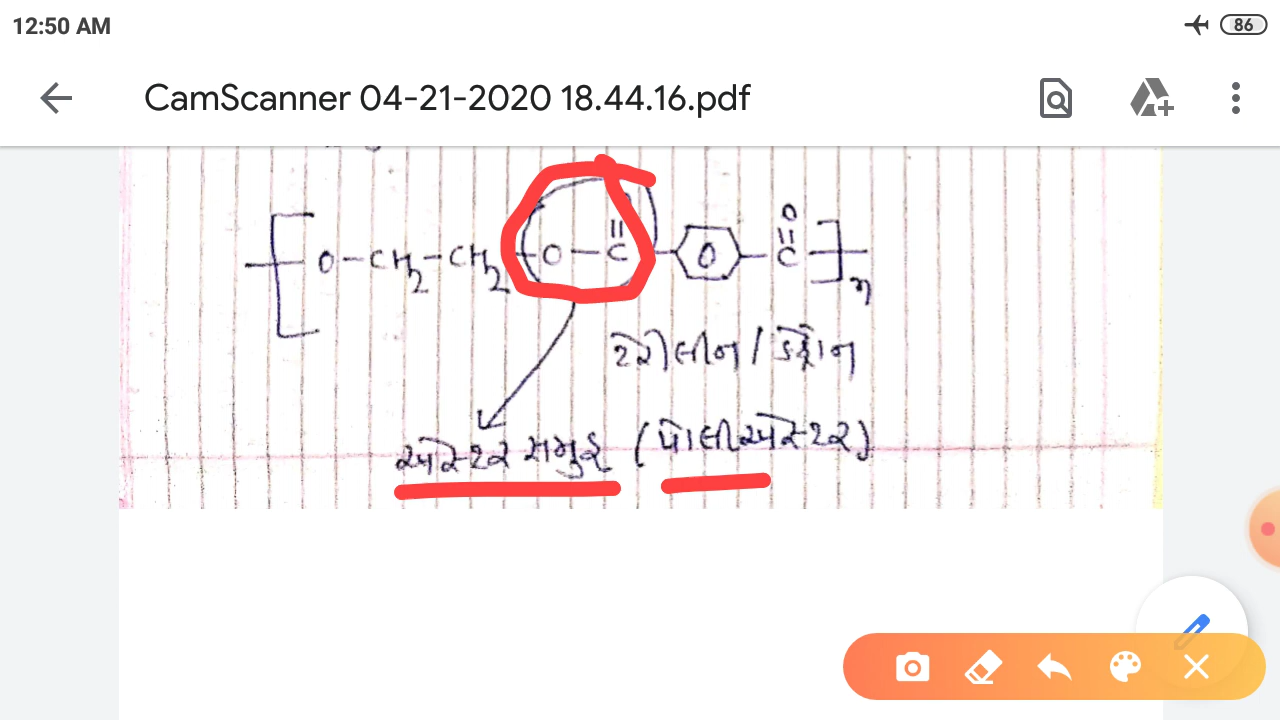 12:50 AM
86
CamScanner 04-21-2020 18.44.16.pdf
O
O-CH2-CH2-O-C-O-C n
ટેરીલીન / ડેક્રોન
એસ્ટર સમુહ (પોલીએસ્ટર)